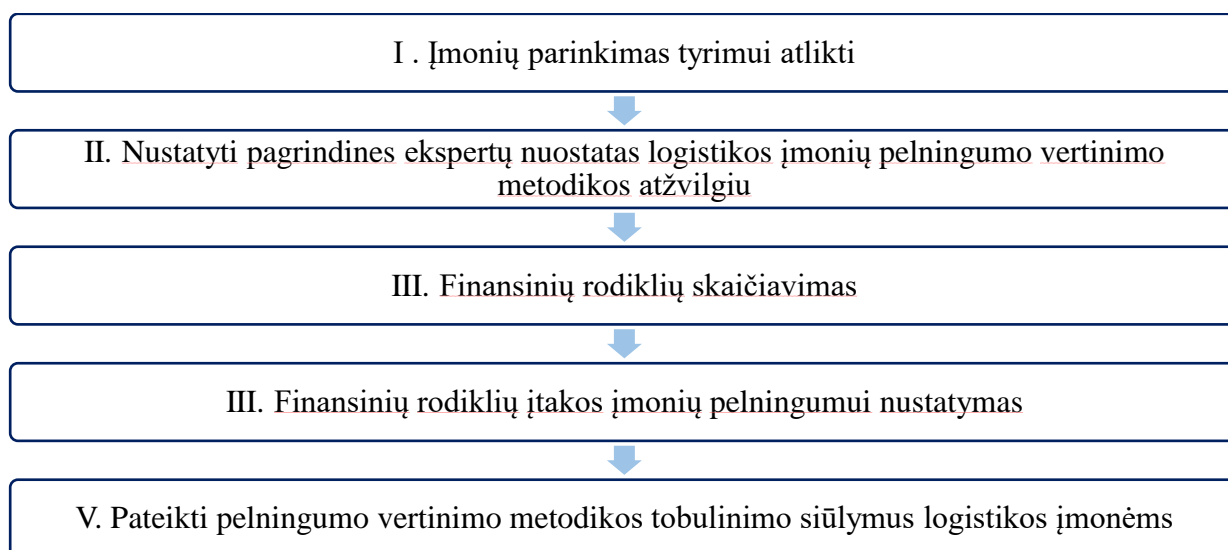 I . Įmonių parinkimas tyrimui atlikti
II. Nustatyti pagrindines ekspertų nuostatas logistikos įmonių pelningumo vertinimo
metodikos atžvilgiu
III. Finansinių rodiklių skaičiavimas
III. Finansinių rodiklių įtakos įmonių pelningumui nustatymas
V. Pateikti pelningumo vertinimo metodikos tobulinimo siūlymus logistikos įmonėms